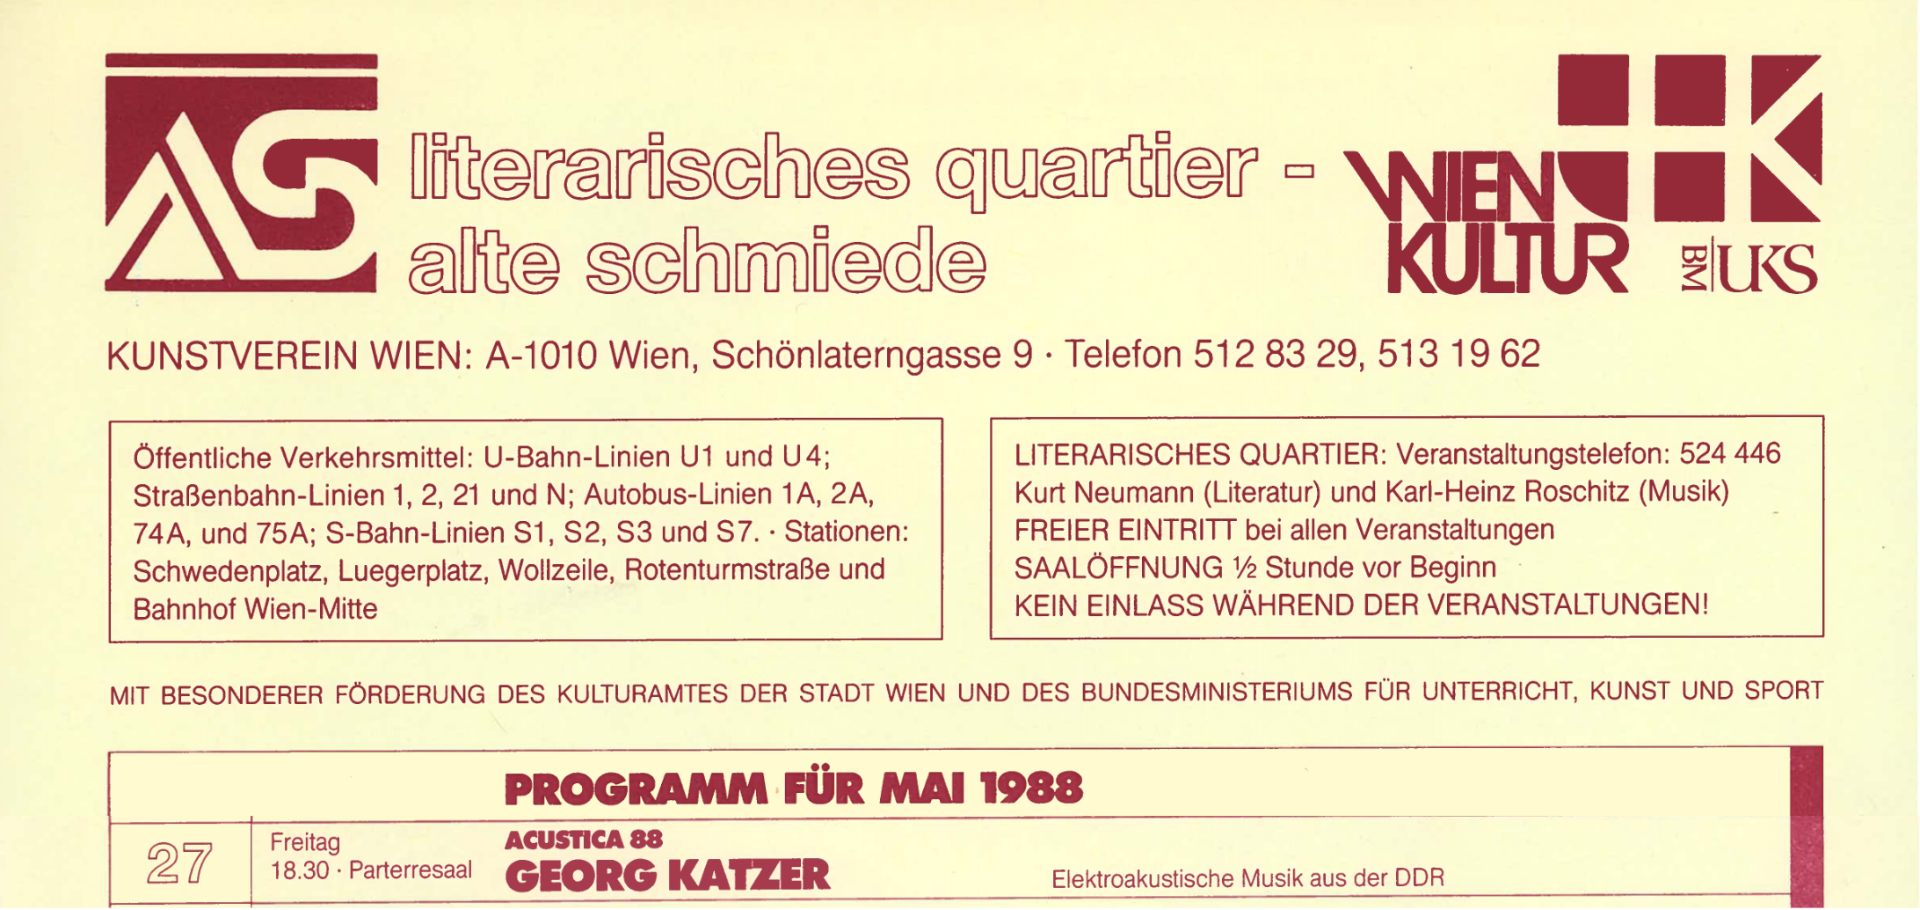 AS
literarisches quartier -
alte schmiede
WIEN
KULTUR
K
BM UKS
KUNSTVEREIN WIEN: A-1010 Wien, Schönlaterngasse 9 · Telefon 512 83 29, 513 19 62
Öffentliche Verkehrsmittel: U-Bahn-Linien U1 und U4;
Straßenbahn-Linien 1, 2, 21 und N; Autobus-Linien 1A, 2A,
74A, und 75A; S-Bahn-Linien S1, S2, S3 und S7. · Stationen:
Schwedenplatz, Luegerplatz, Wollzeile, Rotenturmstraße und
Bahnhof Wien-Mitte
LITERARISCHES QUARTIER: Veranstaltungstelefon: 524 446
Kurt Neumann (Literatur) und Karl-Heinz Roschitz (Musik)
FREIER EINTRITT bei allen Veranstaltungen
SAALÖFFNUNG ½ Stunde vor Beginn
KEIN EINLASS WÄHREND DER VERANSTALTUNGEN!
MIT BESONDERER FÖRDERUNG DES KULTURAMTES DER STADT WIEN UND DES BUNDESMINISTERIUMS FÜR UNTERRICHT, KUNST UND SPORT
PROGRAMM FÜR MAI 1988
27
Freitag
18.30 · Parterresaal
ACUSTICA 88
GEORG KATZER
Elektroakustische Musik aus der DDR